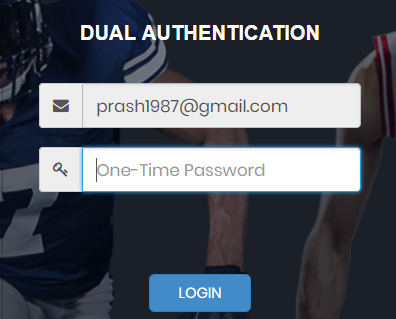 DUAL AUTHENTICATION
prash1987@gmail.com
One-Time Password
LOGIN